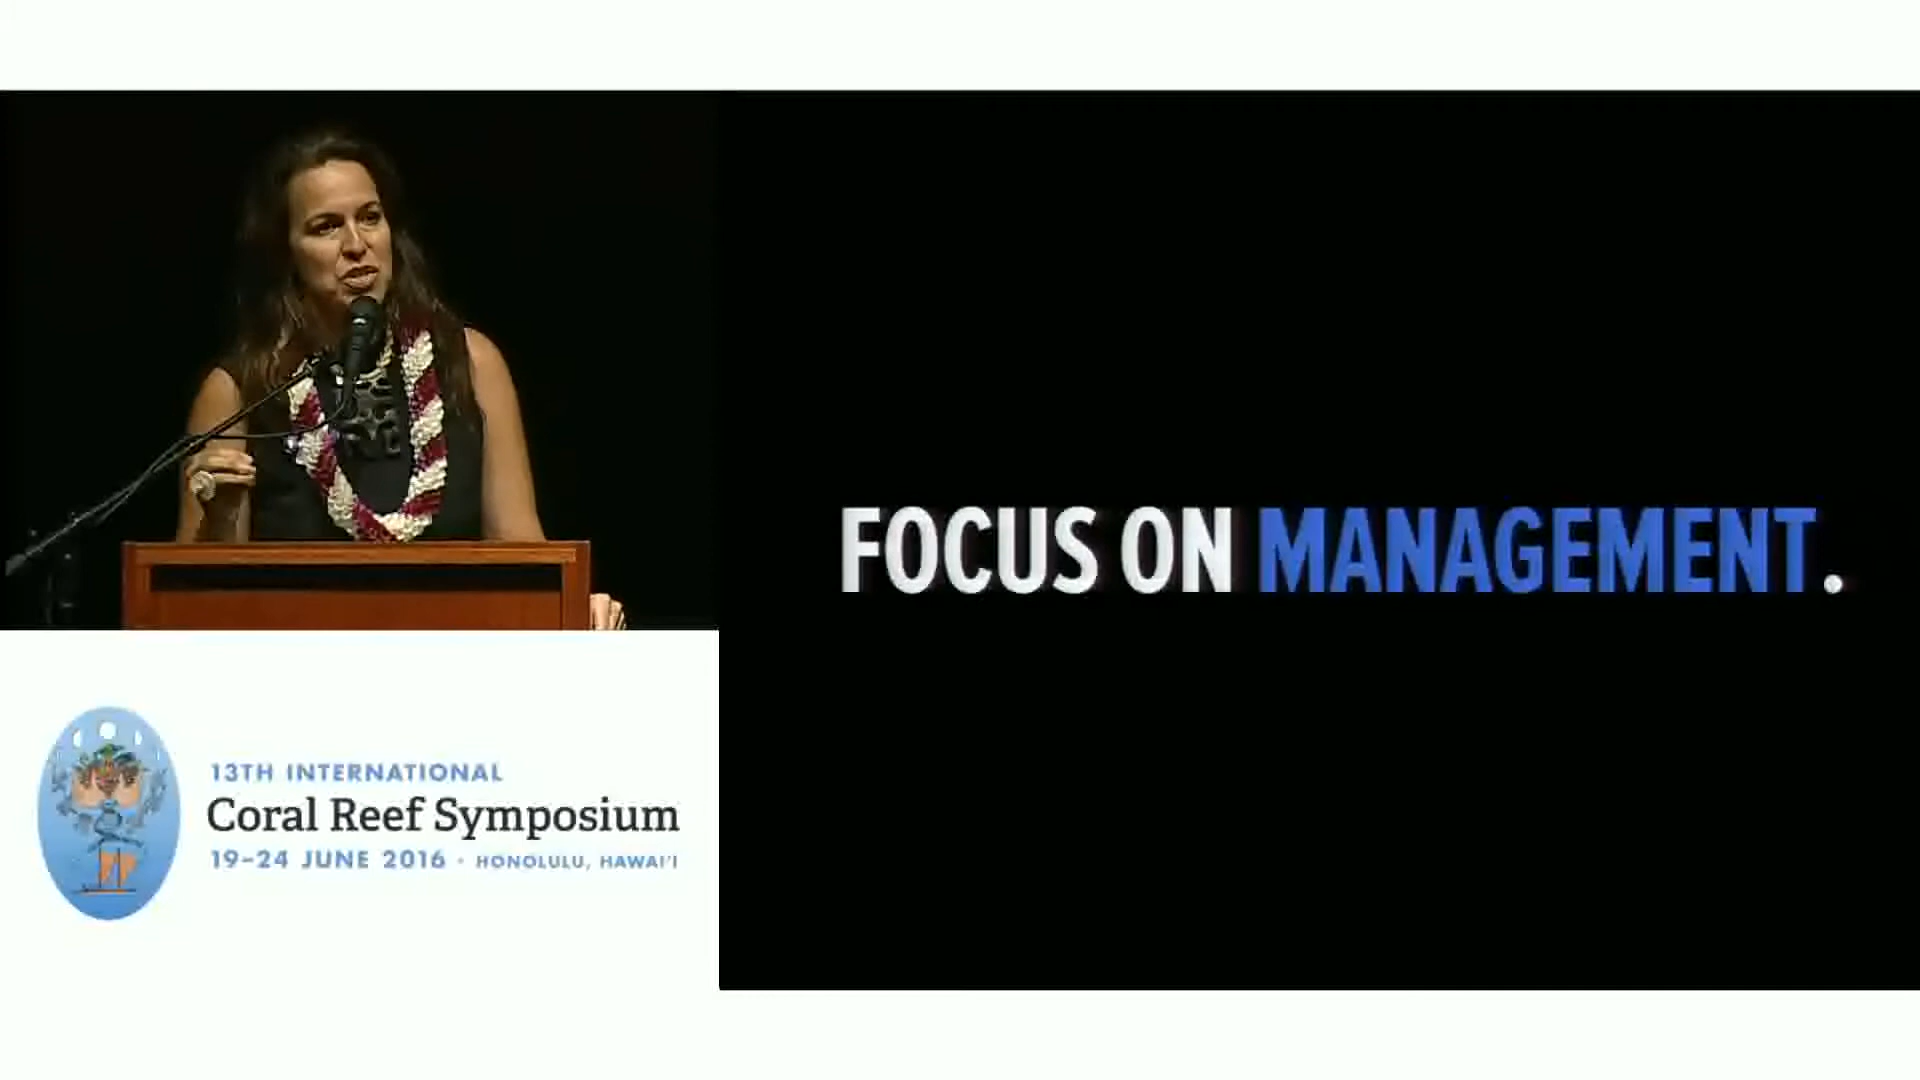 FOCUS ON MANAGEMENT.
13TH INTERNATIONAL
Coral Reef Symposium
19-24 JUNE 2016 • HONOLULU, HAWAI'I